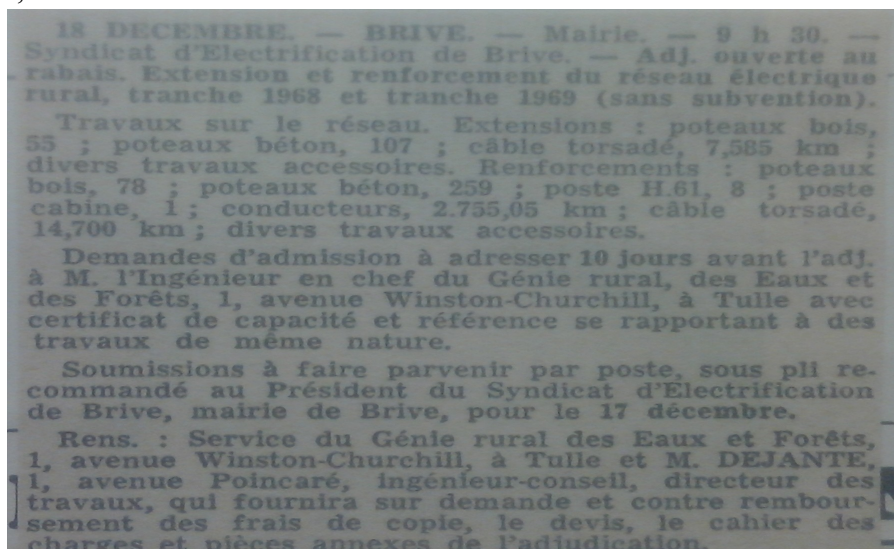 18 DECEMBRE. — BRIVE. — Mairie. — 9 h 30. —
Syndicat d'Electrification de Brive. — Adj. ouverte au
rabais. Extension et renforcement du réseau électrique
rural, tranche 1968 et tranche 1969 (sans subvention).
Travaux sur le réseau. Extensions : poteaux bois,
55 ; poteaux béton, 107 ; câble torsadé, 7,585 km ;
divers travaux accessoires. Renforcements : poteaux
bois, 78 ; poteaux béton, 259 ; poste H.61, 8 ; poste
cabine, 1 ; conducteurs, 2.755,05 km ; câble torsadé,
14,700 km ; divers travaux accessoires.
Demandes d'admission à adresser 10 jours avant l'adj.
à M. l'Ingénieur en chef du Génie rural, des Eaux et
des Forêts, 1, avenue Winston-Churchill, à Tulle avec
certificat de capacité et référence se rapportant à des
travaux de même nature.
Soumissions à faire parvenir par poste, sous pli re-
commandé au Président du Syndicat d'Electrification
de Brive, mairie de Brive, pour le 17 décembre.
Rens. : Service du Génie rural des Eaux et Forêts,
1, avenue Winston-Churchill, à Tulle et M. DEJANTE,
1, avenue Poincaré, ingénieur-conseil, directeur des
travaux, qui fournira sur demande et contre rembour-
sement des frais de copie, le devis, le cahier des
charges et pièces annexes de l'adjudication.